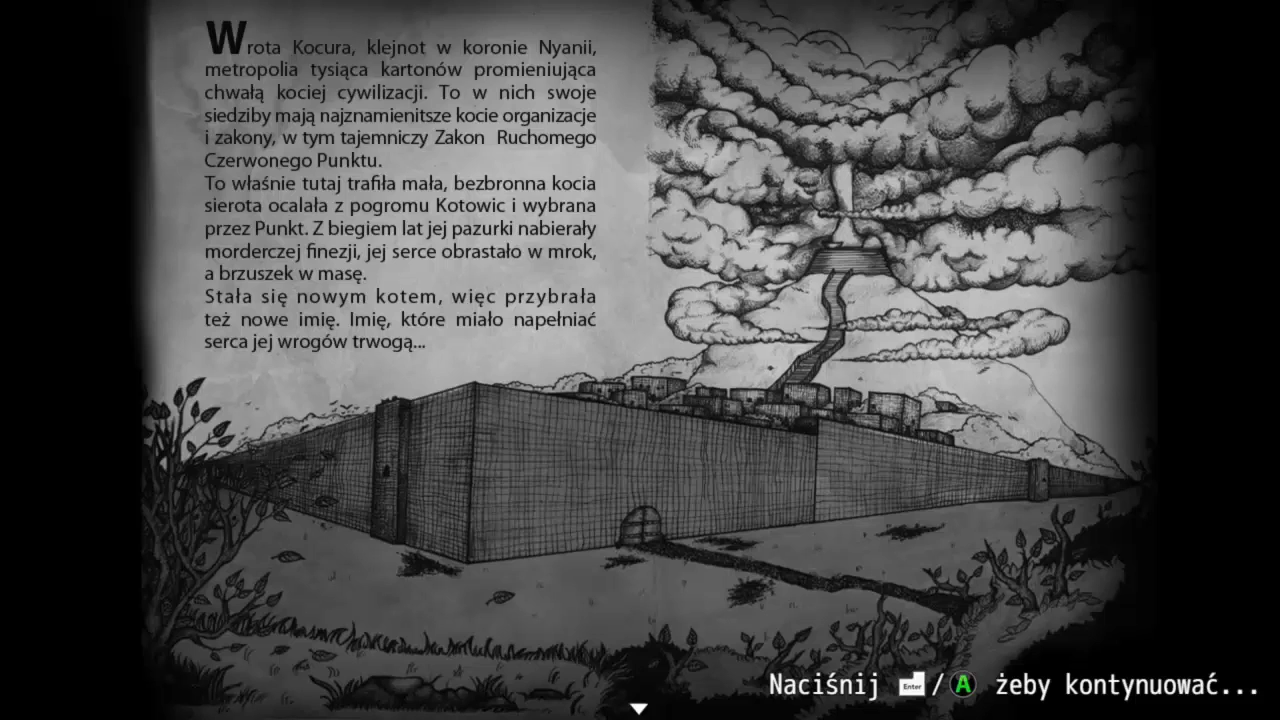 Wrota Kocura, klejnot w koronie Nyanii,
metropolia tysiąca kartonów promieniująca
chwałą kociej cywilizacji. To w nich swoje
siedziby mają najznamienitsze kocie organizacje
i zakony, w tym tajemniczy Zakon Ruchomego
Czerwonego Punktu.
To właśnie tutaj trafiła mała, bezbronna kocia
sierota ocalała z pogromu Kotowic i wybrana
przez Punkt. Z biegiem lat jej pazurki nabierały
morderczej finezji, jej serce obrastało w mrok,
a brzuszek w masę.
Stała się nowym kotem, więc przybrała
też nowe imię. Imię, które miało napełniać
serca jej wrogów trwogą...
Naciśnij Enter/A żeby kontynuować...